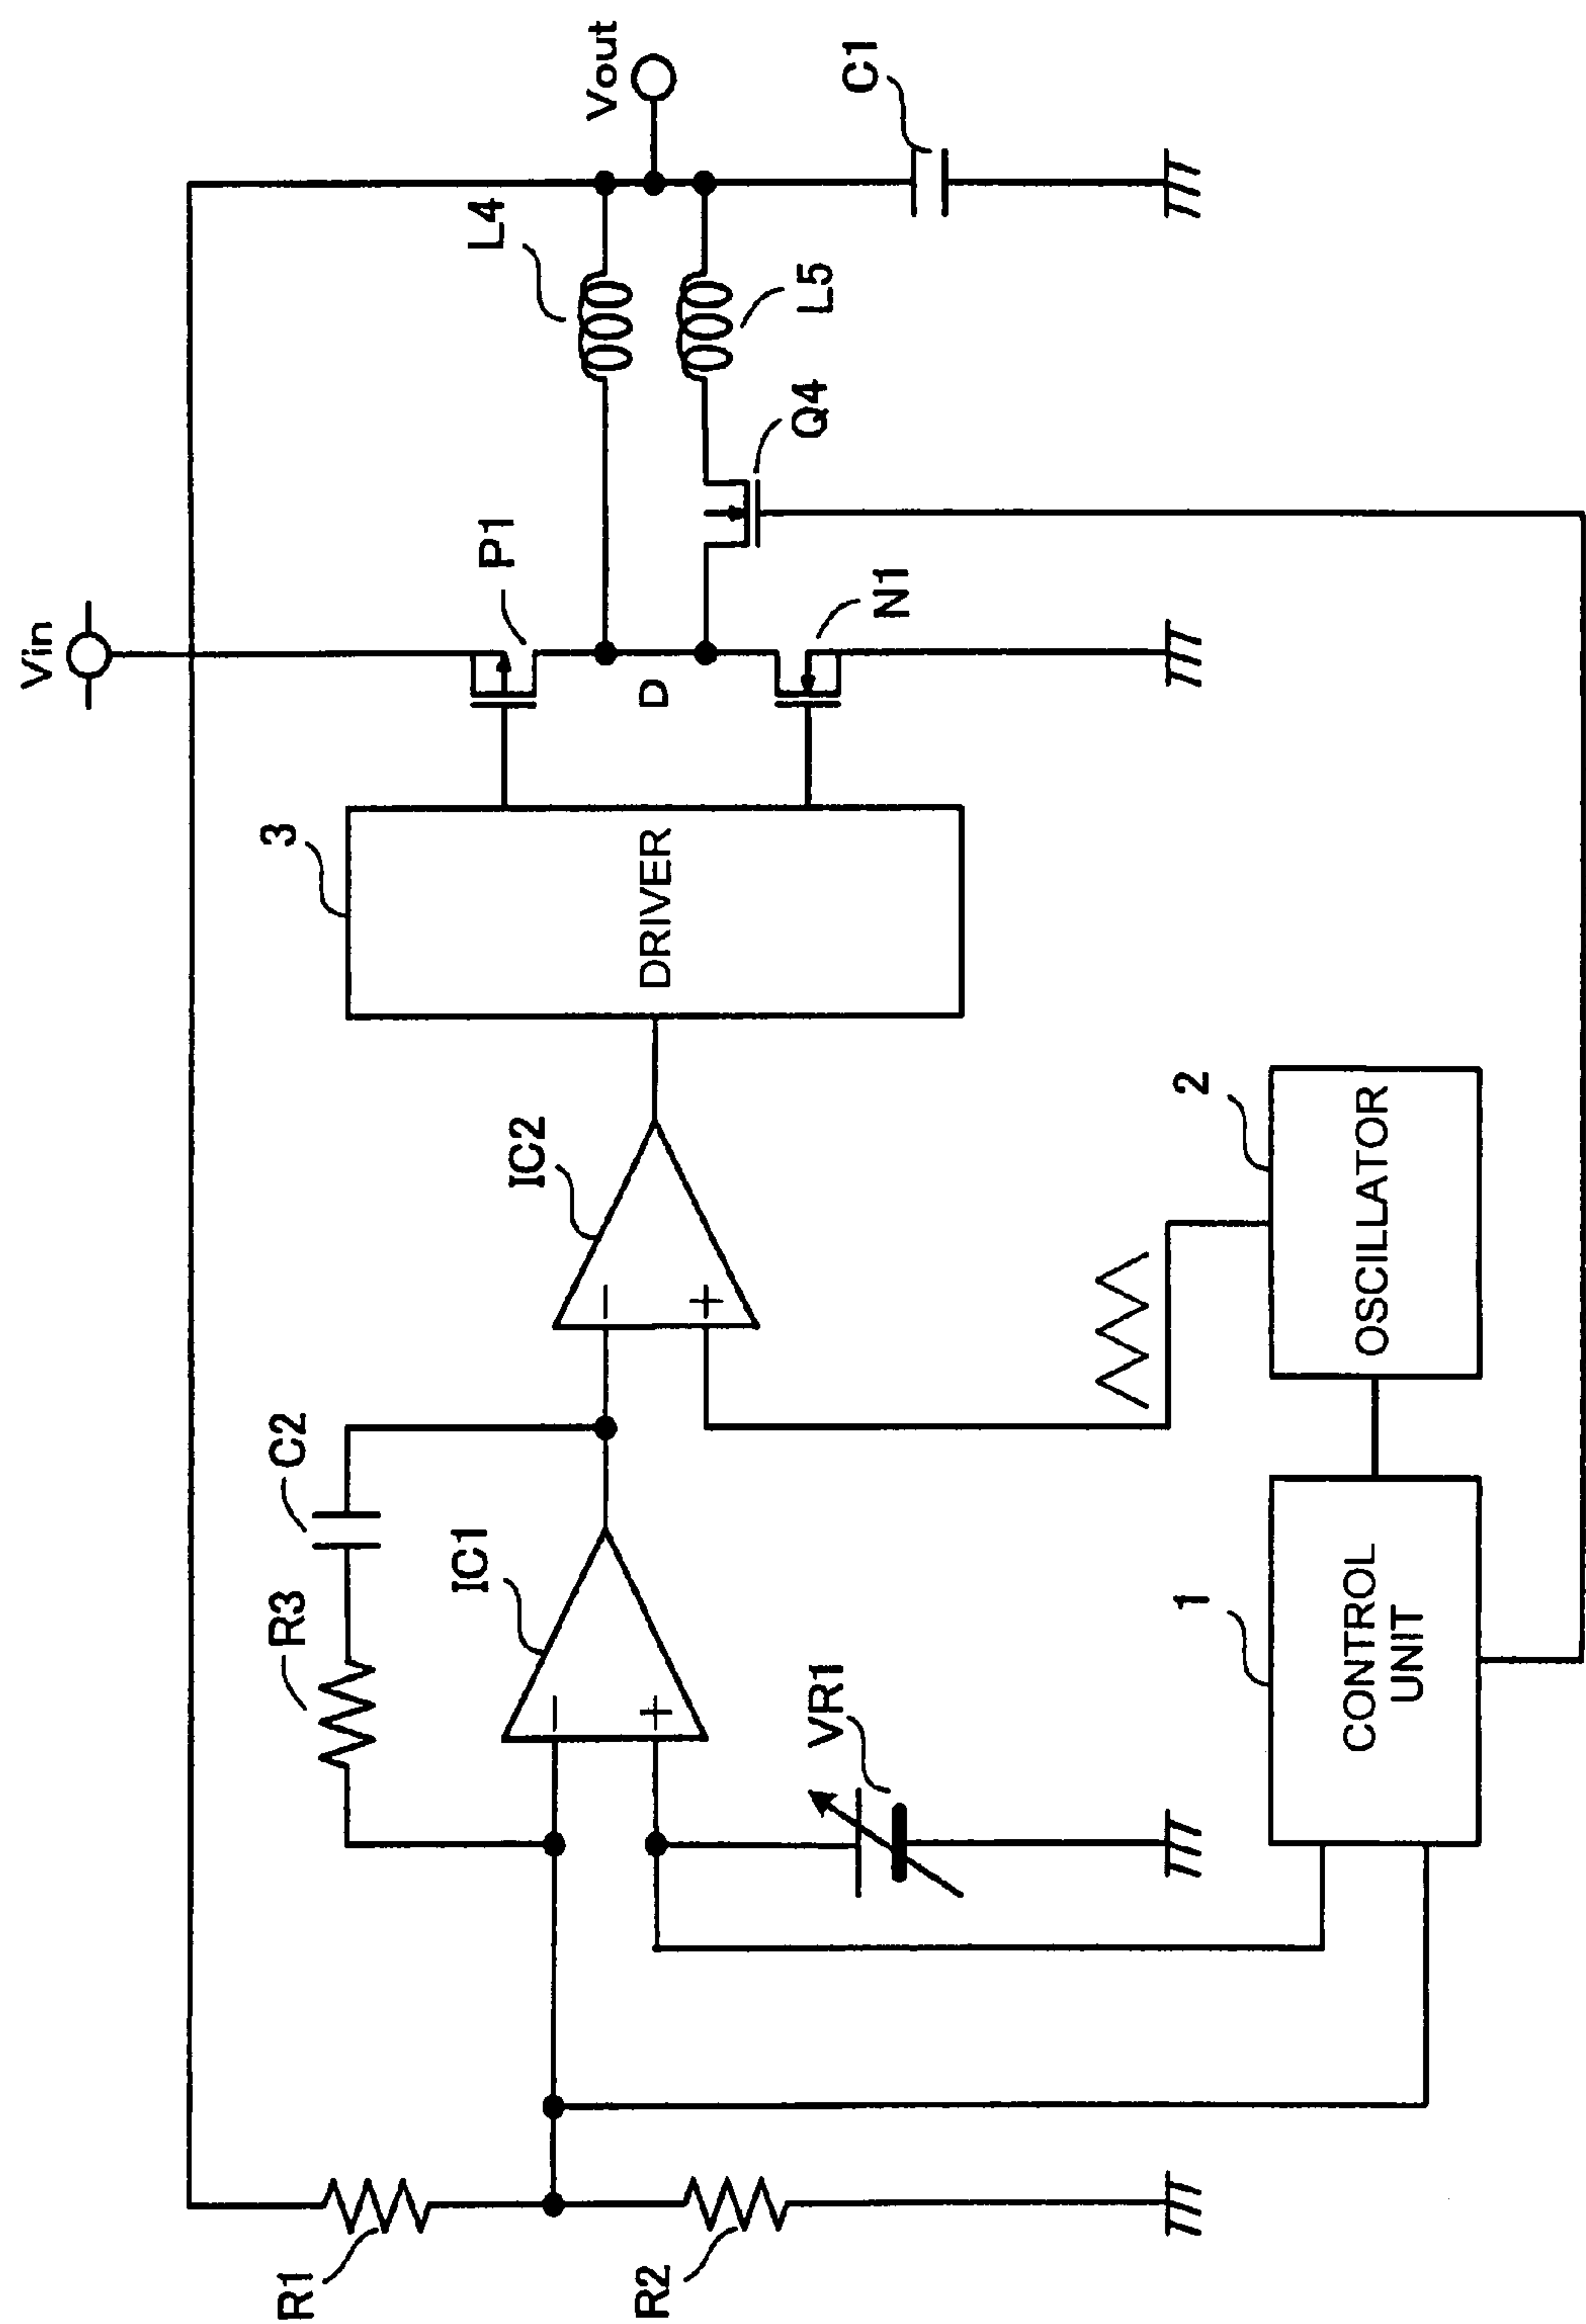 Vin
Vout
L4
P1
C1
L5
Q4
N1
D
3
DRIVER
IC2
C2
R3
IC1
VR1
2
OSCILLATOR
1
CONTROL
UNIT
R1
R2